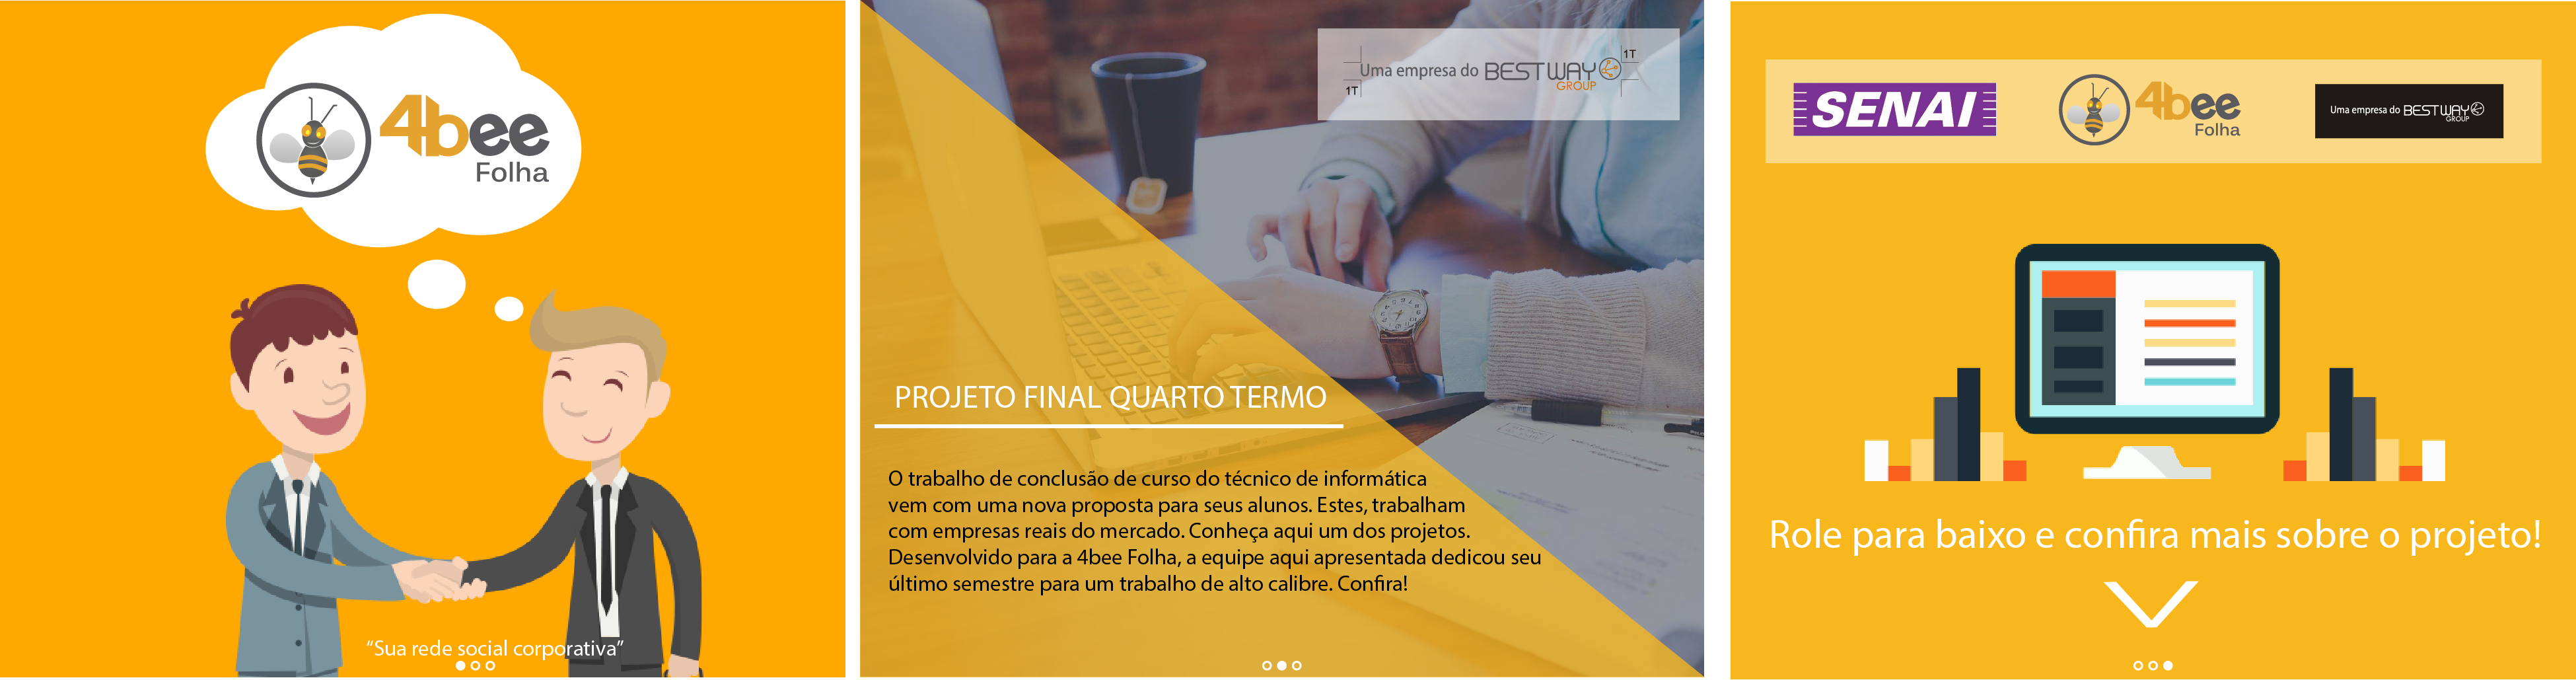 4bee
Folha
“Sua rede social corporativa”
1T
Uma empresa do BESTWAY
GROUP
1T
PROJETO FINAL QUARTO TERMO
O trabalho de conclusão de curso do técnico de informática
vem com uma nova proposta para seus alunos. Estes, trabalham
com empresas reais do mercado. Conheça aqui um dos projetos.
Desenvolvido para a 4bee Folha, a equipe aqui apresentada dedicou seu
último semestre para um trabalho de alto calibre. Confira!
SENAI
4bee
Folha
Uma empresa do BESTWAY
GROUP
Role para baixo e confira mais sobre o projeto!